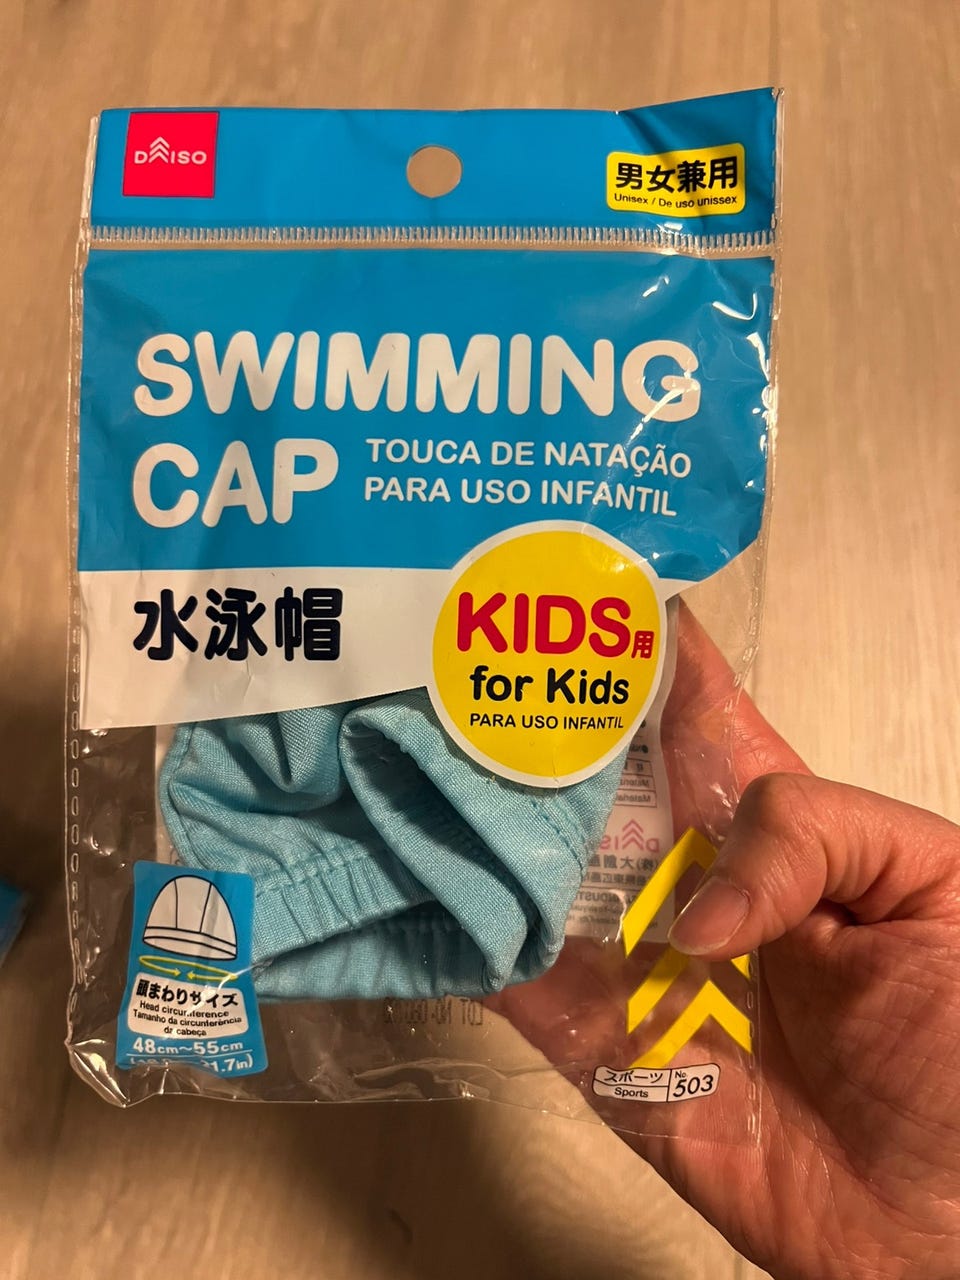 DAISO
男女兼用
Unisex / De uso unissex
SWIMMING
CAP
TOUCA DE NATAÇÃO
PARA USO INFANTIL
水泳帽
KIDS用
for Kids
PARA USO INFANTIL
頭まわりサイズ
Head circumference
Tamanho da circunferência
da cabeça
48cm~55cm
1.7in)
スポーツ
Sports
No.
503